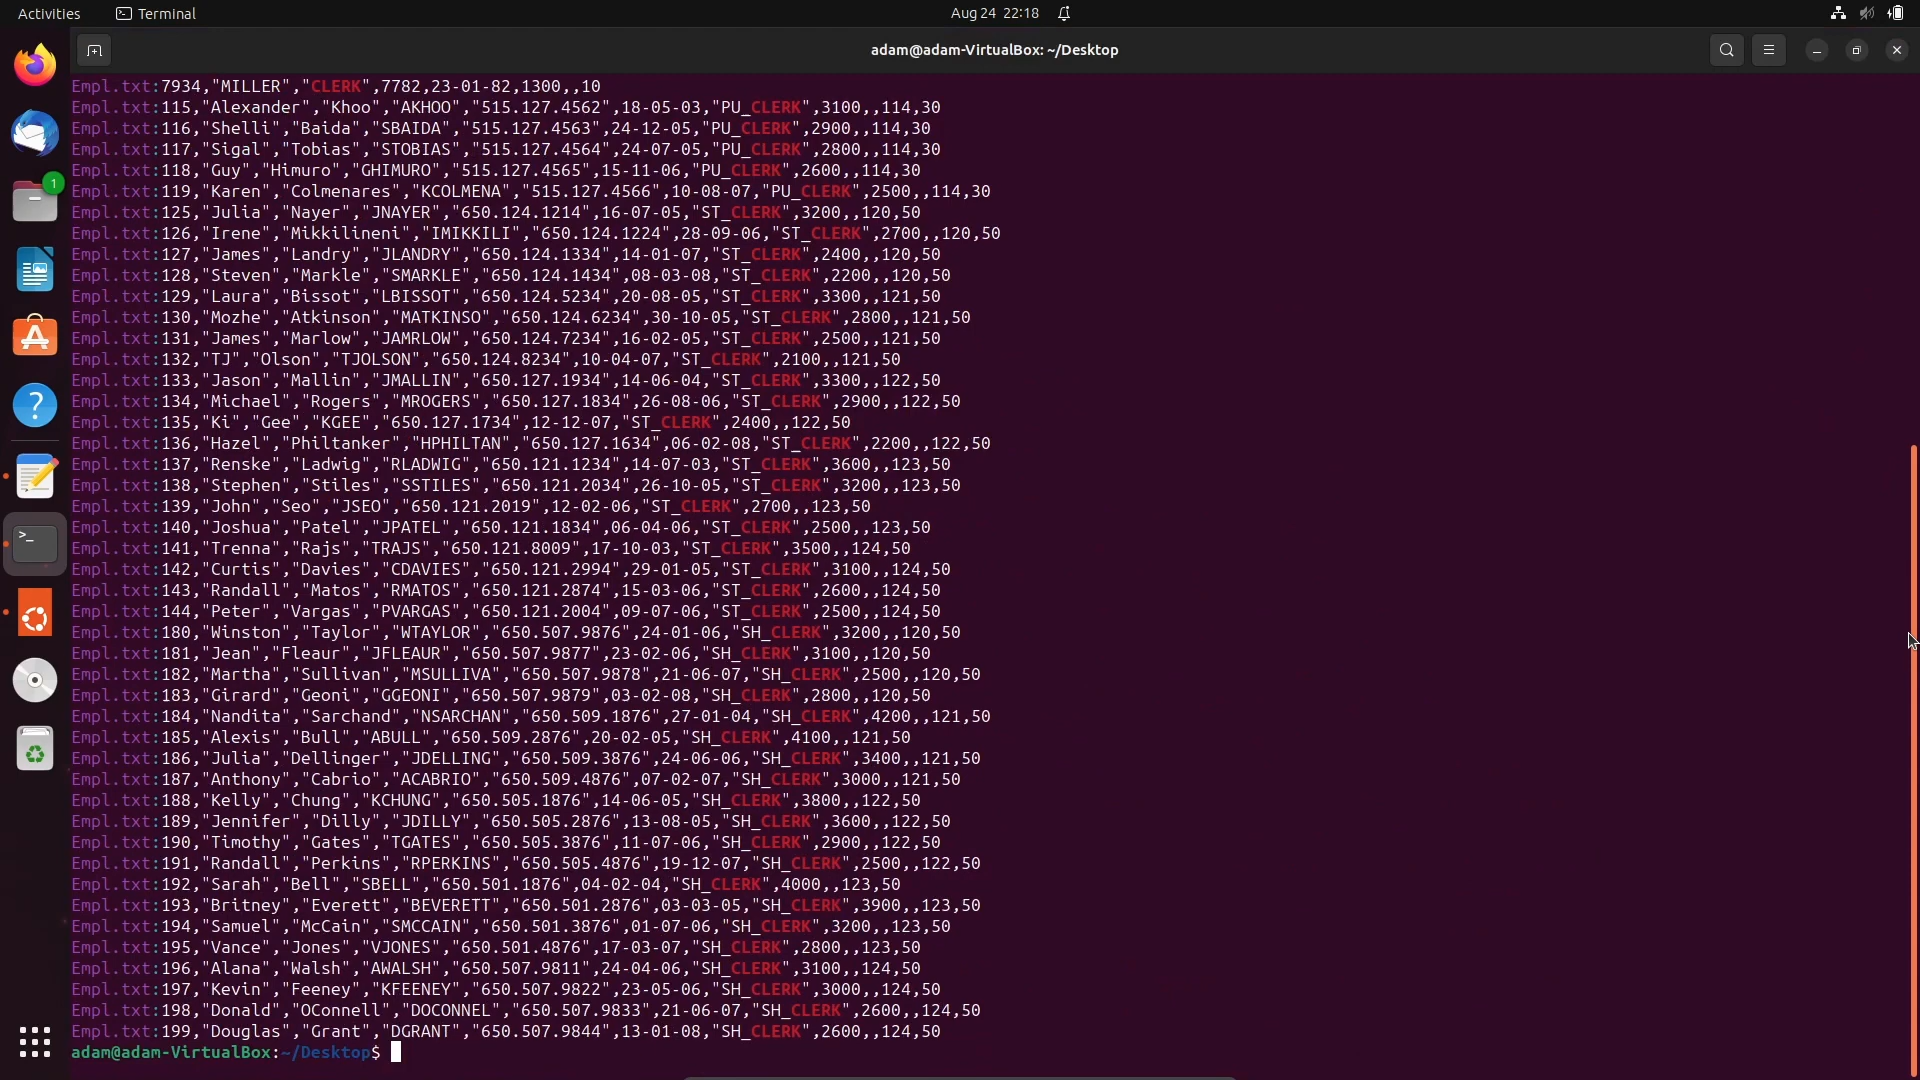 Activities
Terminal
Aug 24 22:18
adam@adam-VirtualBox: ~/Desktop
Empl.txt:7934,"MILLER","CLERK",7782,23-01-82,1300,,10
Empl.txt:115,"Alexander","Khoo","AKHOO","515.127.4562",18-05-03,"PU_CLERK",3100,,114,30
Empl.txt:116,"Shelli","Baida","SBAIDA","515.127.4563",24-12-05,"PU_CLERK",2900,,114,30
Empl.txt:117,"Sigal","Tobias","STOBIAS","515.127.4564",24-07-05,"PU_CLERK",2800,,114,30
Empl.txt:118,"Guy","Himuro","GHIMURO","515.127.4565",15-11-06,"PU_CLERK",2600,,114,30
Empl.txt:119,"Karen","Colmenares","KCOLMENA","515.127.4566",10-08-07,"PU_CLERK",2500,,114,30
Empl.txt:125,"Julia","Nayer","JNAYER","650.124.1214",16-07-05,"ST_CLERK",3200,,120,50
Empl.txt:126,"Irene","Mikkilineni","IMIKKILI","650.124.1224",28-09-06,"ST_CLERK",2700,,120,50
Empl.txt:127,"James","Landry","JLANDRY","650.124.1334",14-01-07,"ST_CLERK",2400,,120,50
Empl.txt:128,"Steven","Markle","SMARKLE","650.124.1434",08-03-08,"ST_CLERK",2200,,120,50
Empl.txt:129,"Laura","Bissot","LBISSOT","650.124.5234",20-08-05,"ST_CLERK",3300,,121,50
Empl.txt:130,"Mozhe","Atkinson","MATKINSO","650.124.6234",30-10-05,"ST_CLERK",2800,,121,50
Empl.txt:131,"James","Marlow","JAMRLOW","650.124.7234",16-02-05,"ST_CLERK",2500,,121,50
Empl.txt:132,"TJ","Olson","TJOLSON","650.124.8234",10-04-07,"ST_CLERK",2100,,121,50
Empl.txt:133,"Jason","Mallin","JMALLIN","650.127.1934",14-06-04,"ST_CLERK",3300,,122,50
Empl.txt:134,"Michael","Rogers","MROGERS","650.127.1834",26-08-06,"ST_CLERK",2900,,122,50
Empl.txt:135,"Ki","Gee","KGEE","650.127.1734",12-12-07,"ST_CLERK",2400,,122,50
Empl.txt:136,"Hazel","Philtanker","HPHILTAN","650.127.1634",06-02-08,"ST_CLERK",2200,,122,50
Empl.txt:137,"Renske","Ladwig","RLADWIG","650.121.1234",14-07-03,"ST_CLERK",3600,,123,50
Empl.txt:138,"Stephen","Stiles","SSTILES","650.121.2034",26-10-05,"ST_CLERK",3200,,123,50
Empl.txt:139,"John","Seo","JSEO","650.121.2019",12-02-06,"ST_CLERK",2700,,123,50
Empl.txt:140,"Joshua","Patel","JPATEL","650.121.1834",06-04-06,"ST_CLERK",2500,,123,50
Empl.txt:141,"Trenna","Rajs","TRAJS","650.121.8009",17-10-03,"ST_CLERK",3500,,124,50
Empl.txt:142,"Curtis","Davies","CDAVIES","650.121.2994",29-01-05,"ST_CLERK",3100,,124,50
Empl.txt:143,"Randall","Matos","RMATOS","650.121.2874",15-03-06,"ST_CLERK",2600,,124,50
Empl.txt:144,"Peter","Vargas","PVARGAS","650.121.2004",09-07-06,"ST_CLERK",2500,,124,50
Empl.txt:180,"Winston","Taylor","WTAYLOR","650.507.9876",24-01-06,"SH_CLERK",3200,,120,50
Empl.txt:181,"Jean","Fleaur","JFLEAUR","650.507.9877",23-02-06,"SH_CLERK",3100,,120,50
Empl.txt:182,"Martha","Sullivan","MSULLIVA","650.507.9878",21-06-07,"SH_CLERK",2500,,120,50
Empl.txt:183,"Girard","Geoni","GGEONI","650.507.9879",03-02-08,"SH_CLERK",2800,,120,50
Empl.txt:184,"Nandita","Sarchand","NSARCHAN","650.509.1876",27-01-04,"SH_CLERK",4200,,121,50
Empl.txt:185,"Alexis","Bull","ABULL","650.509.2876",20-02-05,"SH_CLERK",4100,,121,50
Empl.txt:186,"Julia","Dellinger","JDELLING","650.509.3876",24-06-06,"SH_CLERK",3400,,121,50
Empl.txt:187,"Anthony","Cabrio","ACABRIO","650.509.4876",07-02-07,"SH_CLERK",3000,,121,50
Empl.txt:188,"Kelly","Chung","KCHUNG","650.505.1876",14-06-05,"SH_CLERK",3800,,122,50
Empl.txt:189,"Jennifer","Dilly","JDILLY","650.505.2876",13-08-05,"SH_CLERK",3600,,122,50
Empl.txt:190,"Timothy","Gates","TGATES","650.505.3876",11-07-06,"SH_CLERK",2900,,122,50
Empl.txt:191,"Randall","Perkins","RPERKINS","650.505.4876",19-12-07,"SH_CLERK",2500,,122,50
Empl.txt:192,"Sarah","Bell","SBELL","650.501.1876",04-02-04,"SH_CLERK",4000,,123,50
Empl.txt:193,"Britney","Everett","BEVERETT","650.501.2876",03-03-05,"SH_CLERK",3900,,123,50
Empl.txt:194,"Samuel","McCain","SMCCAIN","650.501.3876",01-07-06,"SH_CLERK",3200,,123,50
Empl.txt:195,"Vance","Jones","VJONES","650.501.4876",17-03-07,"SH_CLERK",2800,,123,50
Empl.txt:196,"Alana","Walsh","AWALSH","650.507.9811",24-04-06,"SH_CLERK",3100,,124,50
Empl.txt:197,"Kevin","Feeney","KFEENEY","650.507.9822",23-05-06,"SH_CLERK",3000,,124,50
Empl.txt:198,"Donald","OConnell","DOCONNEL","650.507.9833",21-06-07,"SH_CLERK",2600,,124,50
Empl.txt:199,"Douglas","Grant","DGRANT","650.507.9844",13-01-08,"SH_CLERK",2600,,124,50
adam@adam-VirtualBox:~/Desktop$
1